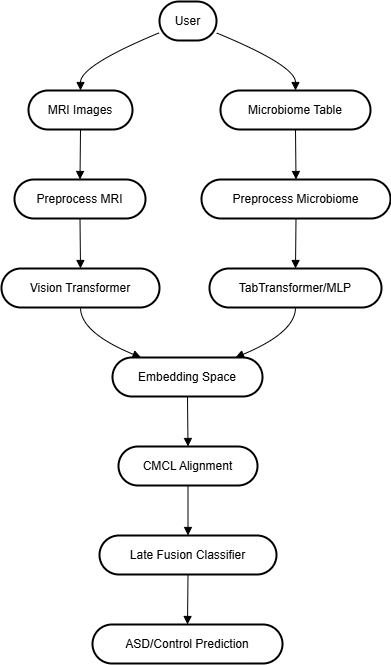 User
MRI Images
Microbiome Table
Preprocess MRI
Preprocess Microbiome
Vision Transformer
TabTransformer/MLP
Embedding Space
CMCL Alignment
Late Fusion Classifier
ASD/Control Prediction